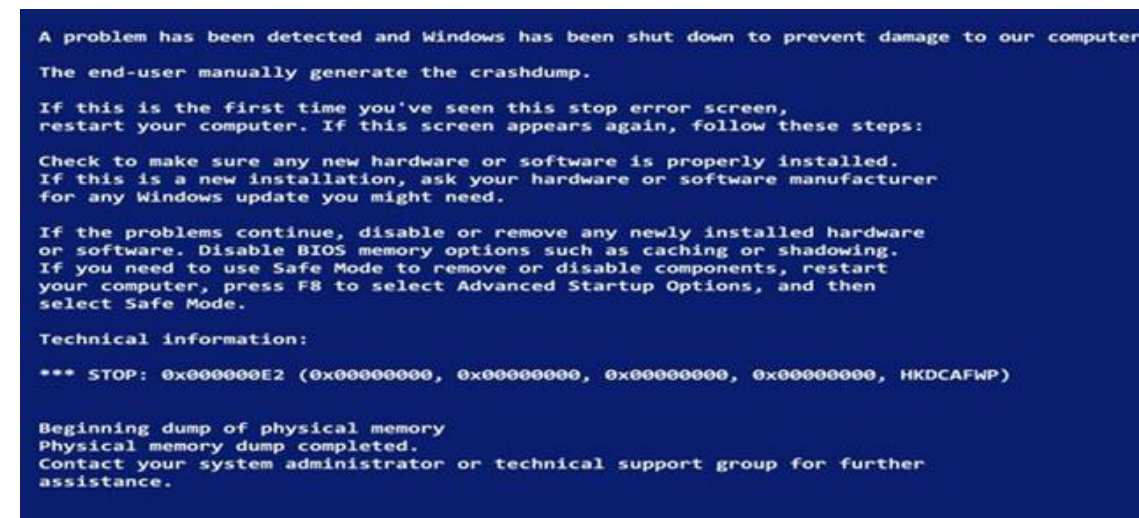 A problem has been detected and Windows has been shut down to prevent damage to our computer
The end-user manually generate the crashdump.
If this is the first time you've seen this stop error screen,
restart your computer. If this screen appears again, follow these steps:
Check to make sure any new hardware or software is properly installed.
If this is a new installation, ask your hardware or software manufacturer
for any Windows update you might need.
If the problems continue, disable or remove any newly installed hardware
or software. Disable BIOS memory options such as caching or shadowing.
If you need to use Safe Mode to remove or disable components, restart
your computer, press F8 to select Advanced Startup Options, and then
select Safe Mode.
Technical information:
*** STOP: 0x000000E2 (0x00000000, 0x00000000, 0x00000000, 0x00000000, HKDCAFWP)
Beginning dump of physical memory
Physical memory dump completed.
Contact your system administrator or technical support group for further
assistance.